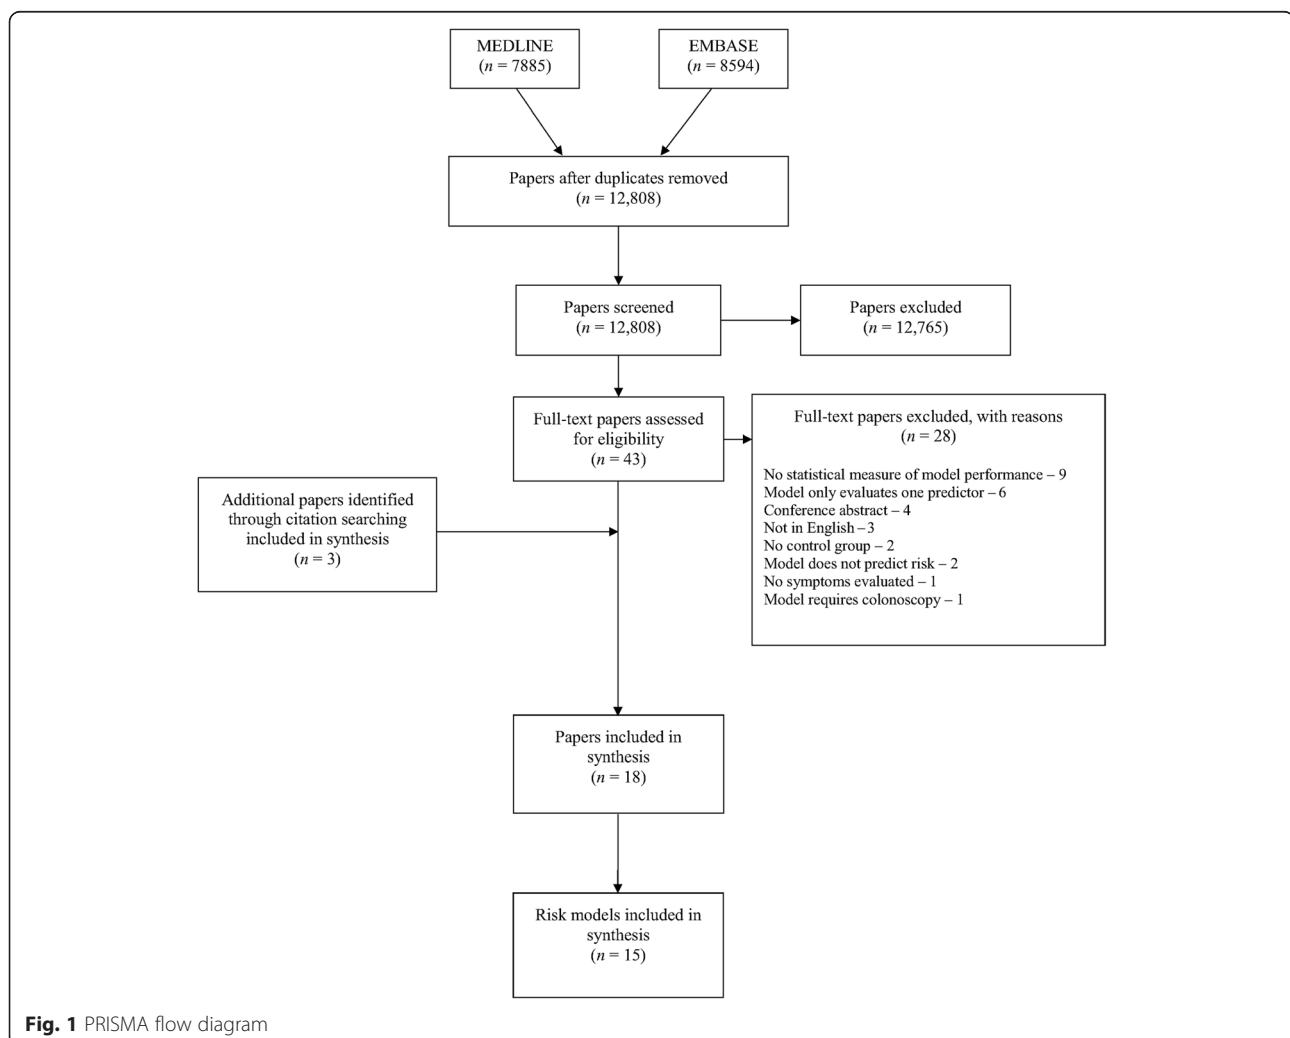 MEDLINE
(n = 7885)
EMBASE
(n = 8594)
Papers after duplicates removed
(n = 12,808)
Papers screened
(n = 12,808)
Papers excluded
(n = 12,765)
Full-text papers assessed
for eligibility
(n = 43)
Full-text papers excluded, with reasons
(n = 28)
No statistical measure of model performance – 9
Model only evaluates one predictor – 6
Conference abstract – 4
Not in English – 3
No control group – 2
Model does not predict risk – 2
No symptoms evaluated – 1
Model requires colonoscopy – 1
Additional papers identified
through citation searching
included in synthesis
(n = 3)
Papers included in
synthesis
(n = 18)
Risk models included in
synthesis
(n = 15)
Fig. 1 PRISMA flow diagram